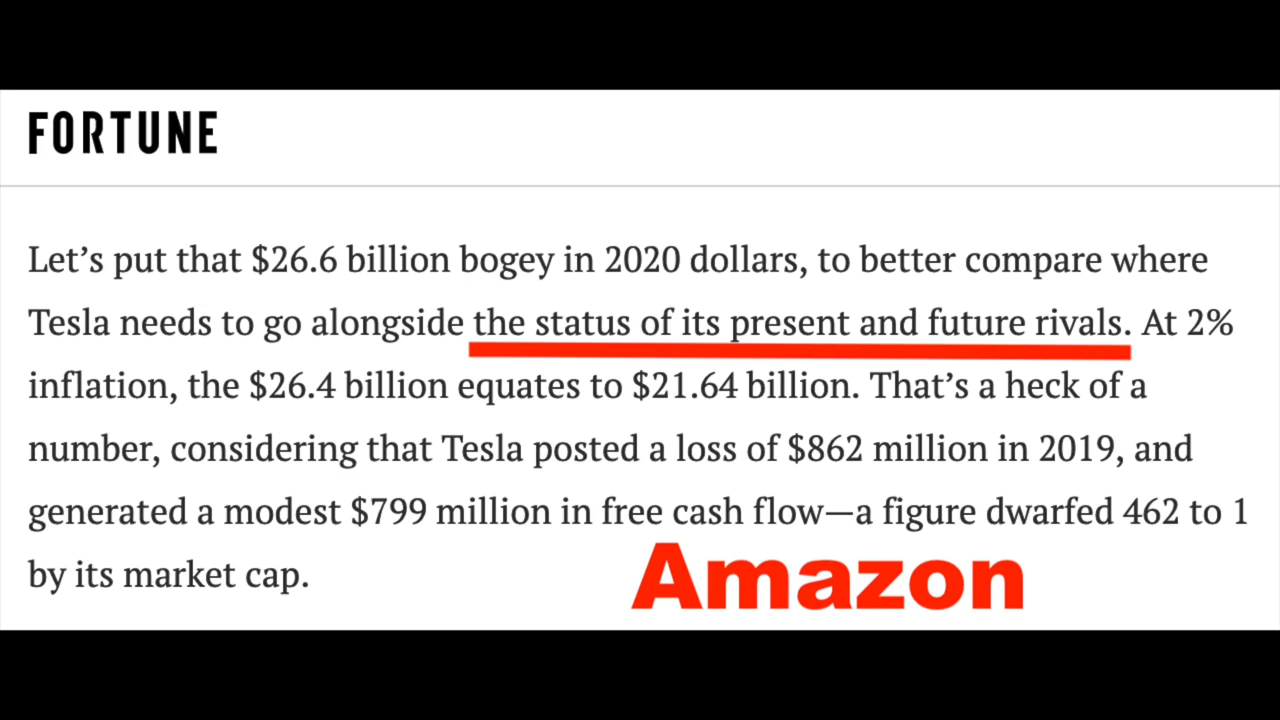 FORTUNE
Let’s put that $26.6 billion bogey in 2020 dollars, to better compare where
Tesla needs to go alongside the status of its present and future rivals. At 2%
inflation, the $26.4 billion equates to $21.64 billion. That’s a heck of a
number, considering that Tesla posted a loss of $862 million in 2019, and
generated a modest $799 million in free cash flow—a figure dwarfed 462 to 1
by its market cap.
Amazon